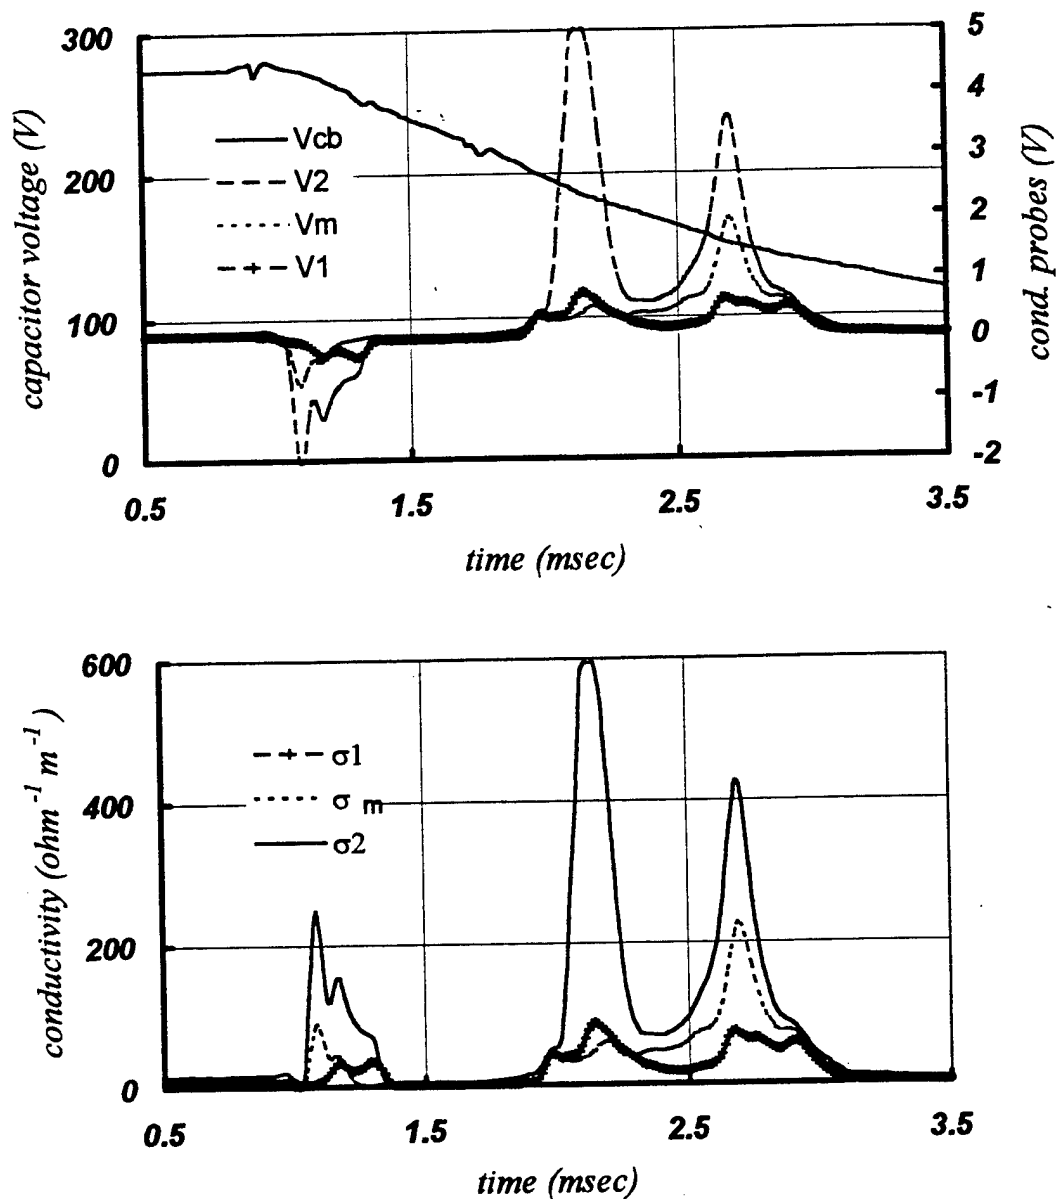 capacitor voltage (V)
300
200
100
0
Vcb
V2
Vm
V1
5
4
3
2
1
0
-1
-2
cond. probes (V)
0.5 1.5 2.5 3.5
time (msec)
conductivity (ohm⁻¹ m⁻¹)
600
400
200
0
σ1
σ m
σ2
0.5 1.5 2.5 3.5
time (msec)